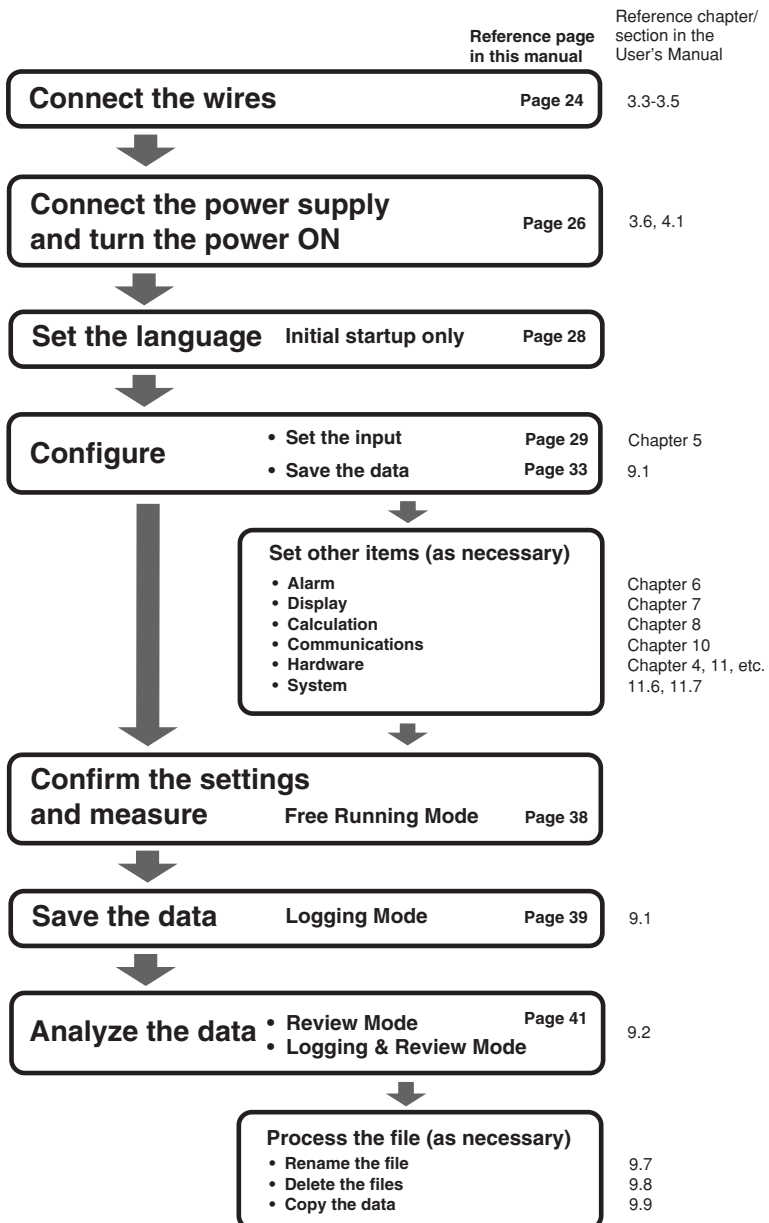 Reference page
in this manual
Reference chapter/
section in the
User's Manual
Connect the wires Page 24 3.3-3.5
Connect the power supply
and turn the power ON Page 26 3.6, 4.1
Set the language Initial startup only Page 28
Configure
• Set the input Page 29 Chapter 5
• Save the data Page 33 9.1
Set other items (as necessary)
• Alarm Chapter 6
• Display Chapter 7
• Calculation Chapter 8
• Communications Chapter 10
• Hardware Chapter 4, 11, etc.
• System 11.6, 11.7
Confirm the settings
and measure Free Running Mode Page 38
Save the data Logging Mode Page 39 9.1
Analyze the data
• Review Mode Page 41 9.2
• Logging & Review Mode
Process the file (as necessary)
• Rename the file 9.7
• Delete the files 9.8
• Copy the data 9.9